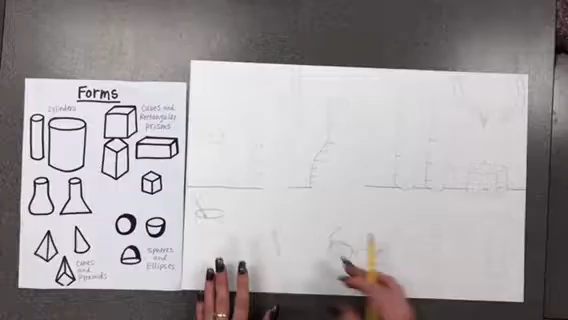 Forms
Cylinders
Cubes and
Rectangular
prisms
Spheres
and
Ellipses
Cones
and
Pyramids